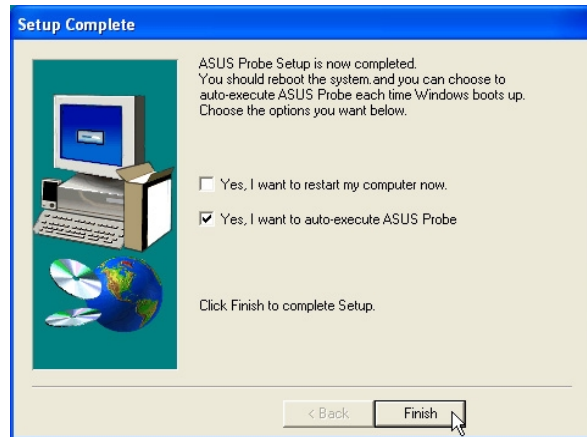 Setup Complete
ASUS Probe Setup is now completed.
You should reboot the system.and you can choose to
auto-execute ASUS Probe each time Windows boots up.
Choose the options you want below.
Yes, I want to restart my computer now.
Yes, I want to auto-execute ASUS Probe
Click Finish to complete Setup.
< Back
Finish